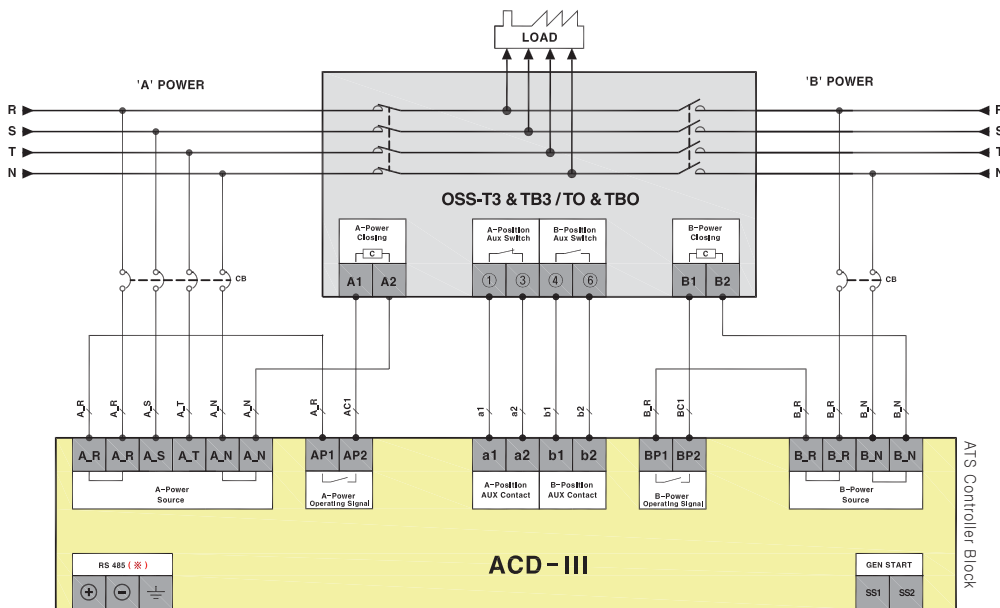 LOAD
'A' POWER
'B' POWER
R
S
T
N
R
S
T
N
OSS-T3 & TB3 / TO & TBO
A-Power
Closing
C
A-Position
Aux Switch
B-Position
Aux Switch
B-Power
Closing
C
A1 A2
① ③ ④ ⑥
B1 B2
CB
CB
A_R A_R A_S A_T A_N A_N
A_R AC1
a1 a2 b1 b2
B_R BC1
B_R B_R B_N B_N
A_R A_R A_S A_T A_N A_N
AP1 AP2
a1 a2 b1 b2
BP1 BP2
B_R B_R B_N B_N
A-Power
Source
A-Power
Operating Signal
A-Position
AUX Contact
B-Position
AUX Contact
B-Power
Operating Signal
B-Power
Source
ATS Controller Block
ACD-III
RS 485 (※)
+ −
GEN START
SS1 SS2